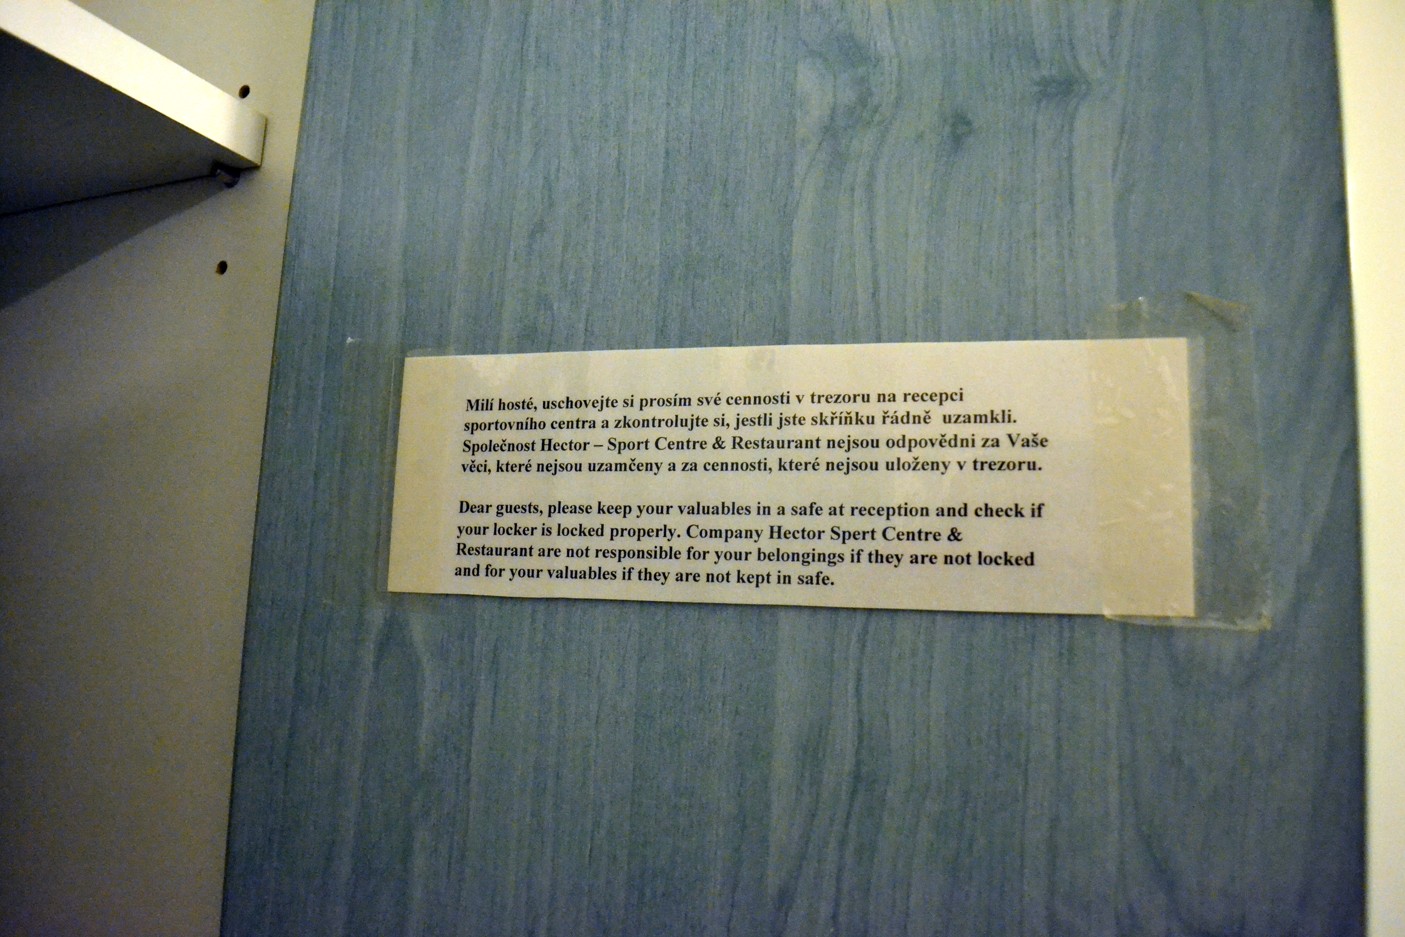 Milí hosté, uschovejte si prosím své cennosti v trezoru na recepci
sportovního centra a zkontrolujte si, jestli jste skříňku řádně  uzamkli.
Společnost Hector – Sport Centre & Restaurant nejsou odpovědni za Vaše
věci, které nejsou uzamčeny a za cennosti, které nejsou uloženy v trezoru.

Dear guests, please keep your valuables in a safe at reception and check if
your locker is locked properly. Company Hector Spert Centre &
Restaurant are not responsible for your belongings if they are not locked
and for your valuables if they are not kept in safe.